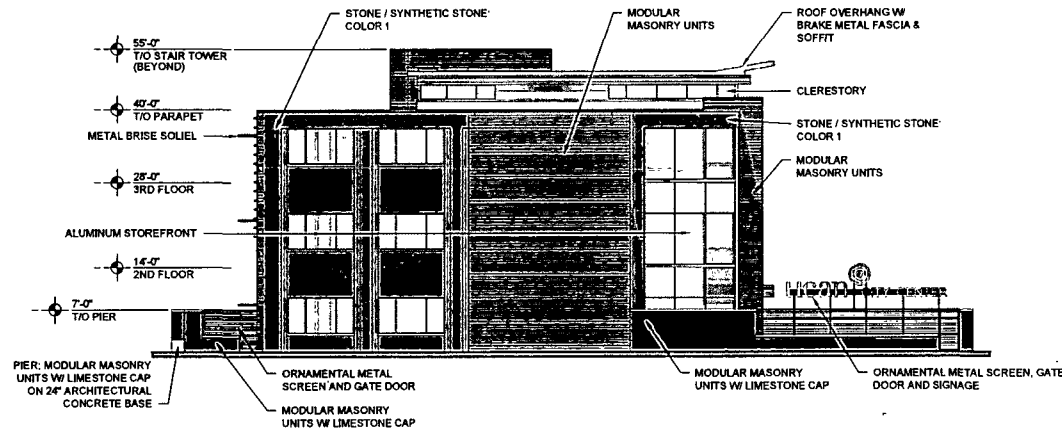 STONE / SYNTHETIC STONE
COLOR 1
MODULAR
MASONRY UNITS
ROOF OVERHANG W/
BRAKE METAL FASCIA &
SOFFIT
55'-0"
T/O STAIR TOWER
(BEYOND)
CLERESTORY
40'-0"
T/O PARAPET
METAL BRISE SOLIEL
STONE / SYNTHETIC STONE
COLOR 1
MODULAR
MASONRY UNITS
28'-0"
3RD FLOOR
ALUMINUM STOREFRONT
14'-0"
2ND FLOOR
CENTER
7'-0"
T/O PIER
PIER: MODULAR MASONRY
UNITS W/ LIMESTONE CAP
ON 24" ARCHITECTURAL
CONCRETE BASE
ORNAMENTAL METAL
SCREEN AND GATE DOOR
MODULAR MASONRY
UNITS W/ LIMESTONE CAP
MODULAR MASONRY
UNITS W/ LIMESTONE CAP
ORNAMENTAL METAL SCREEN, GATE
DOOR AND SIGNAGE